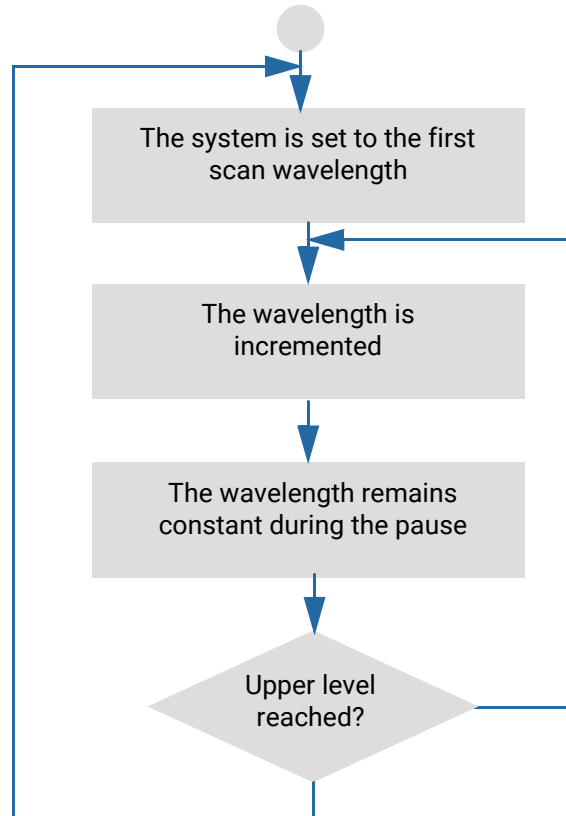 The system is set to the first
scan wavelength
The wavelength is
incremented
The wavelength remains
constant during the pause
Upper level
reached?